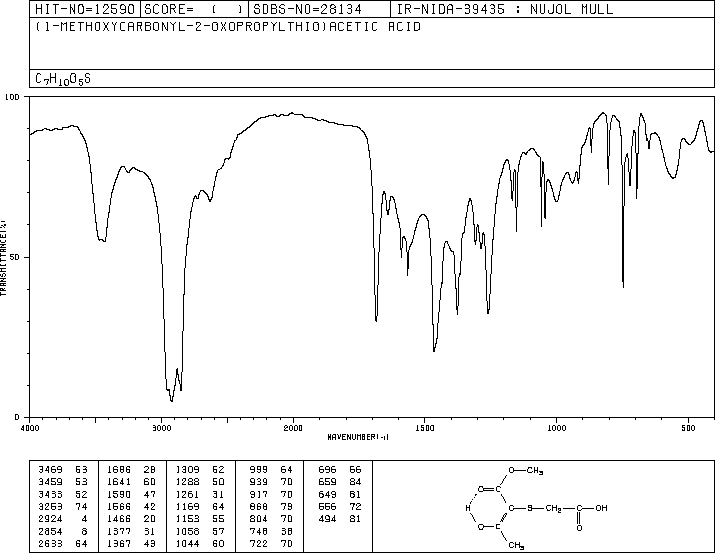 HIT-NO=12590 SCORE= ( ) SDBS-NO=28134 IR-NIDA-39435 : NUJOL MULL
(1-METHOXYCARBONYL-2-OXOPROPYLTHIO)ACETIC ACID
C7H10O5S
100
TRANSMITTANCE(%)
50
0
4000 3000 2000 1500 1000 500
WAVENUMBER(-1)
3469 53 1686 29 1309 52 999 64 696 66
3459 53 1641 60 1288 50 939 70 659 84
3433 52 1590 47 1261 31 917 70 649 81
3253 74 1566 42 1169 64 868 79 556 72
2924 4 1466 20 1153 55 804 70 494 81
2854 8 1377 31 1058 57 748 38
2633 64 1367 49 1044 60 722 70
O—CH3
O
H S—CH2—C—OH
O
O
CH3